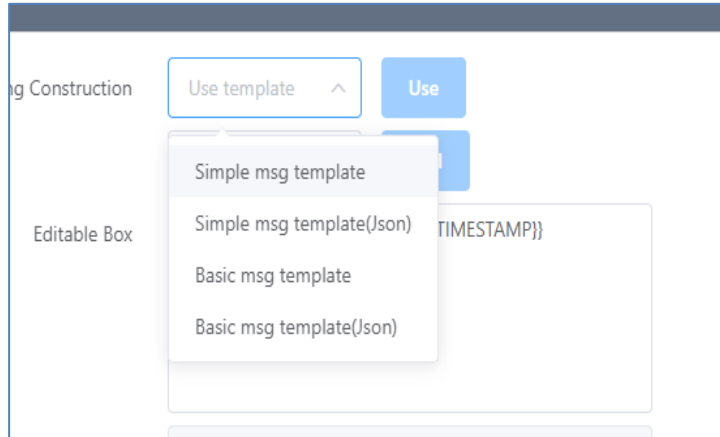 ng Construction
Use template
Use
Simple msg template
Simple msg template(Json)
Editable Box
TIMESTAMP}}
Basic msg template
Basic msg template(Json)